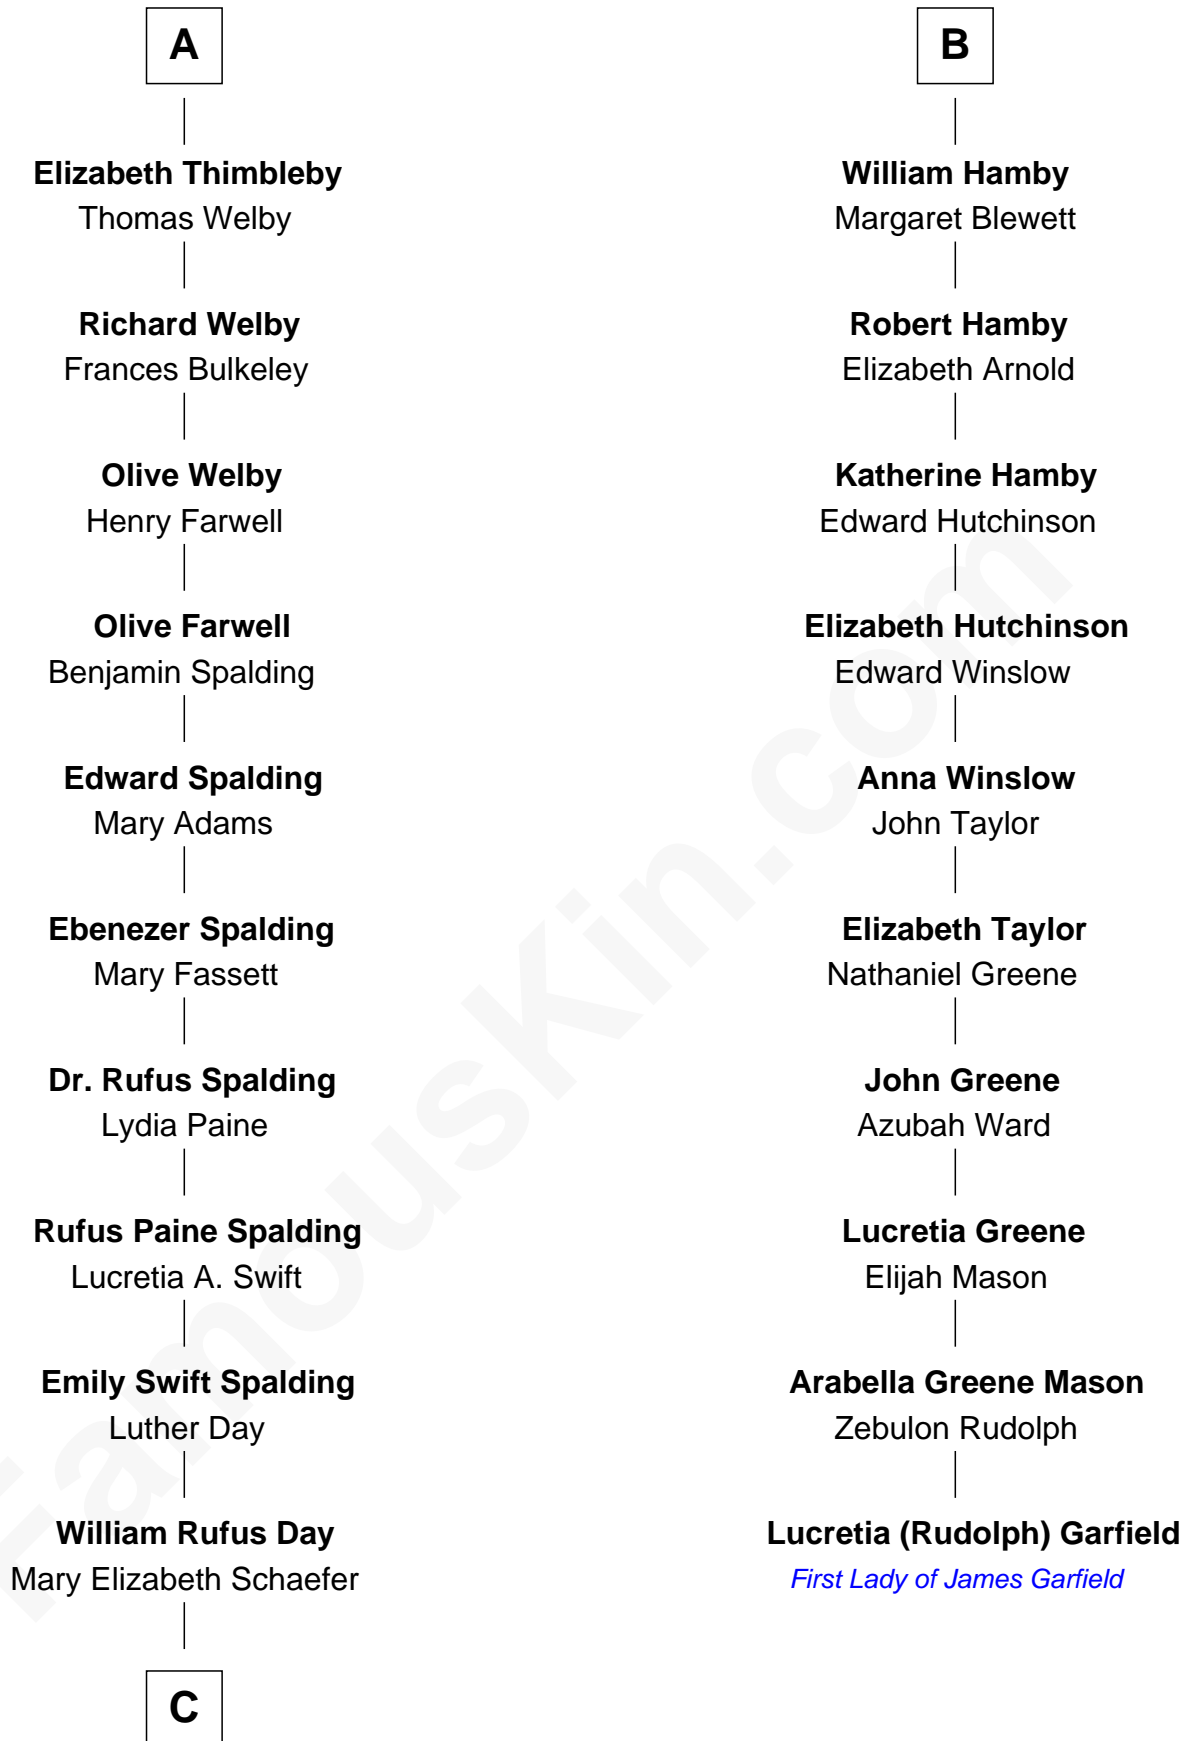 A
Elizabeth Thimbleby
Thomas Welby
Richard Welby
Frances Bulkeley
Olive Welby
Henry Farwell
Olive Farwell
Benjamin Spalding
Edward Spalding
Mary Adams
Ebenezer Spalding
Mary Fassett
Dr. Rufus Spalding
Lydia Paine
Rufus Paine Spalding
Lucretia A. Swift
Emily Swift Spalding
Luther Day
William Rufus Day
Mary Elizabeth Schaefer
C
B
William Hamby
Margaret Blewett
Robert Hamby
Elizabeth Arnold
Katherine Hamby
Edward Hutchinson
Elizabeth Hutchinson
Edward Winslow
Anna Winslow
John Taylor
Elizabeth Taylor
Nathaniel Greene
John Greene
Azubah Ward
Lucretia Greene
Elijah Mason
Arabella Greene Mason
Zebulon Rudolph
Lucretia (Rudolph) Garfield
First Lady of James Garfield
FamousKin.com